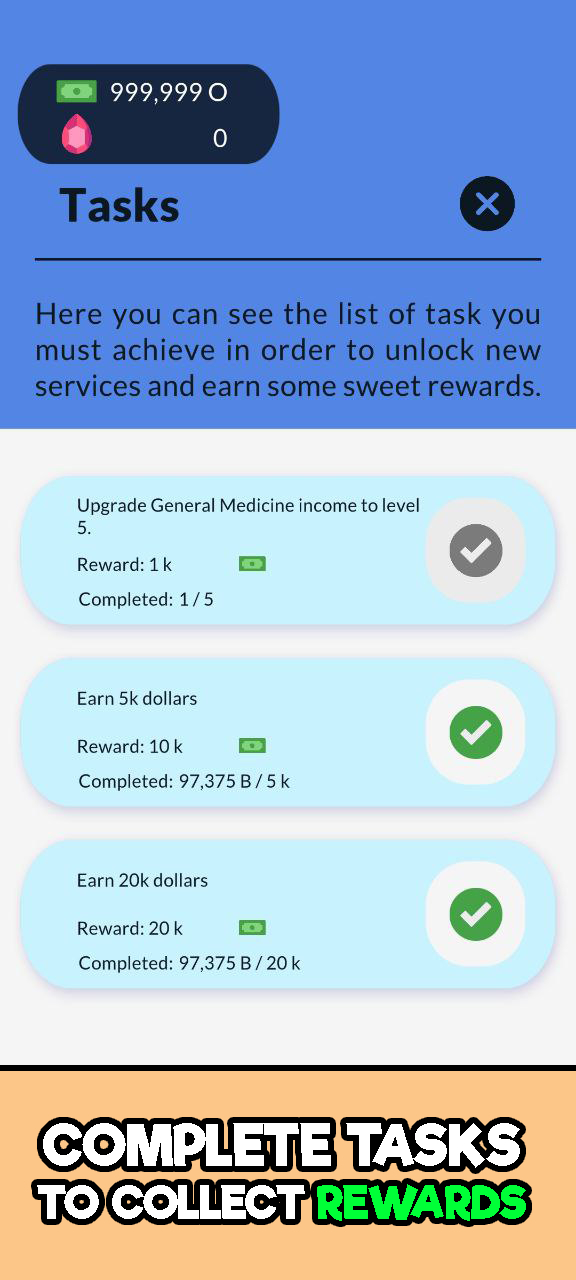 999,999 O
0
Tasks
Here you can see the list of task you
must achieve in order to unlock new
services and earn some sweet rewards.
Upgrade General Medicine income to level
5.
Reward: 1 k
Completed: 1 / 5
Earn 5k dollars
Reward: 10 k
Completed: 97,375 B / 5 k
Earn 20k dollars
Reward: 20 k
Completed: 97,375 B / 20 k
COMPLETE TASKS
TO COLLECT REWARDS